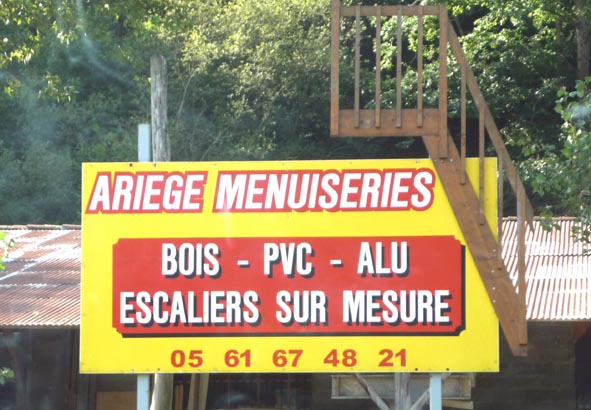 ARIEGE MENUISERIES
BOIS - PVC - ALU
ESCALIERS SUR MESURE
05 61 67 48 21